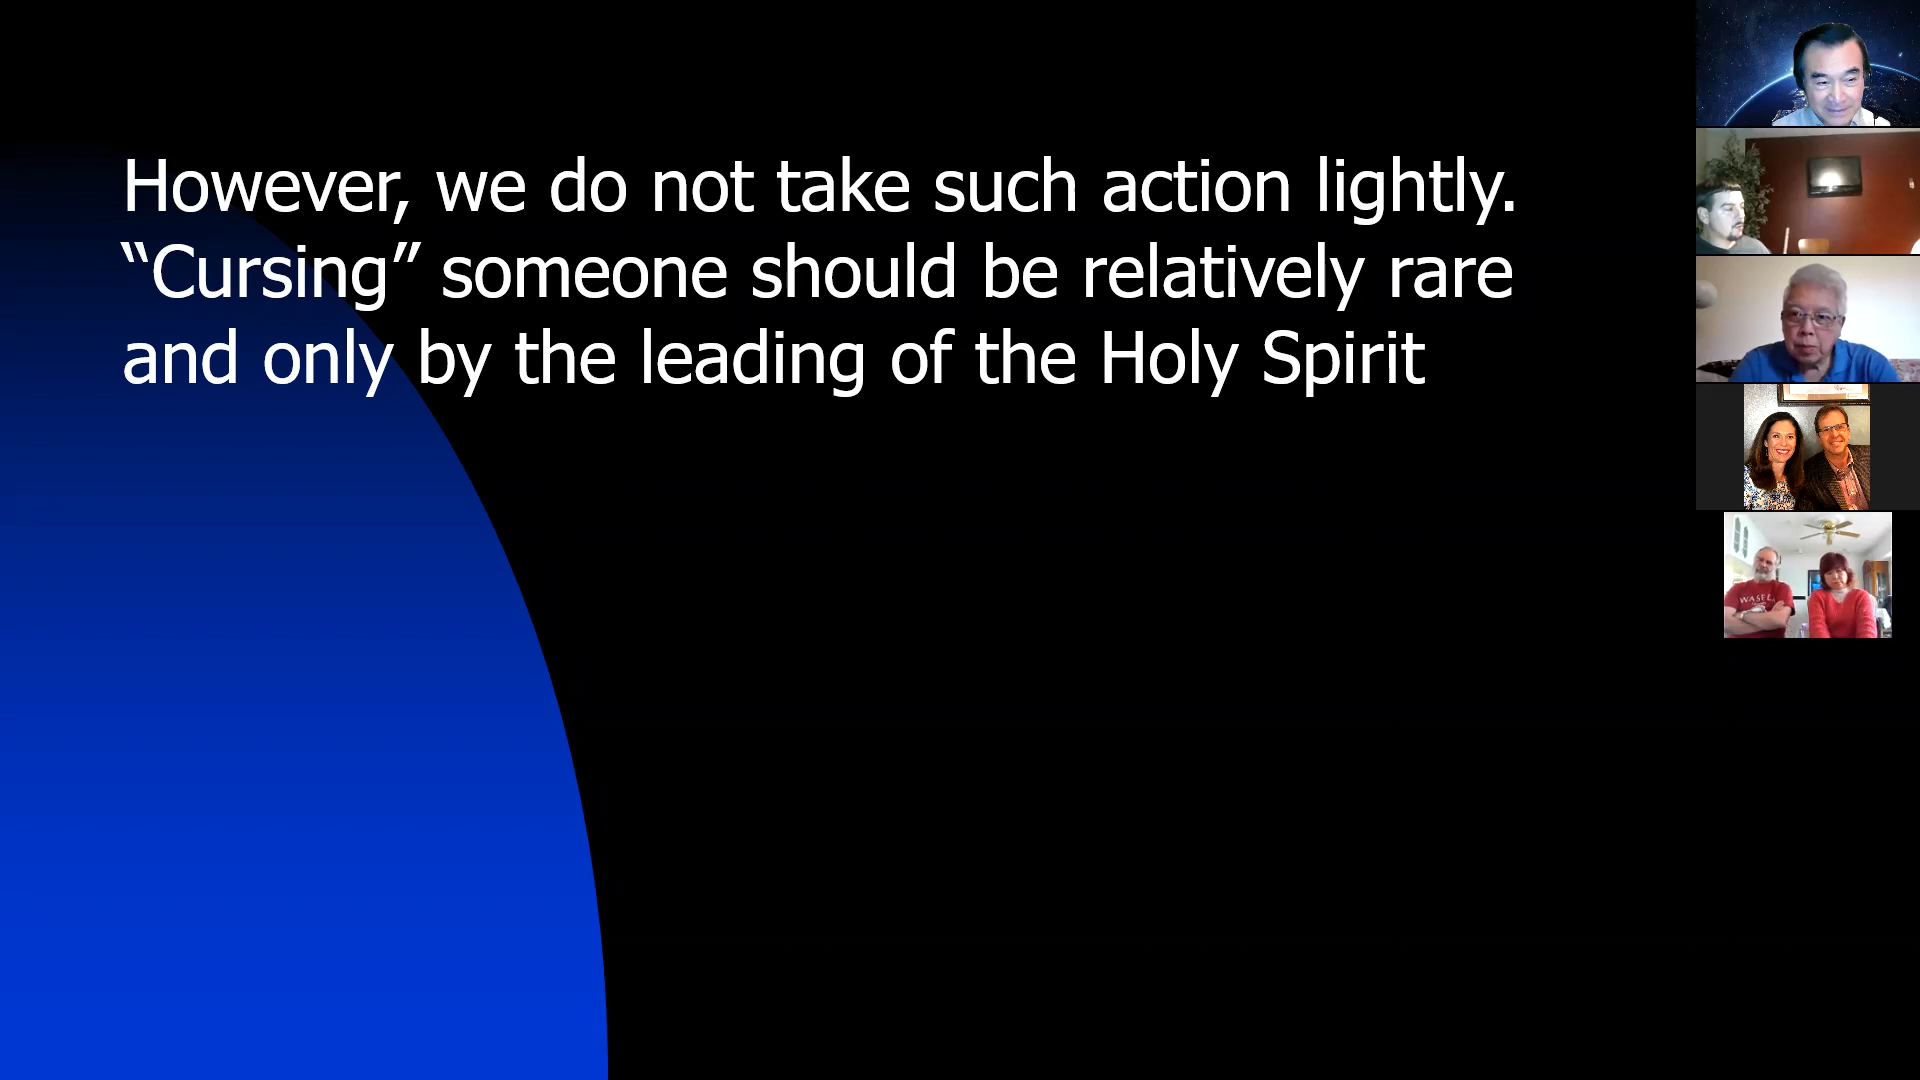 However, we do not take such action lightly.
“Cursing” someone should be relatively rare
and only by the leading of the Holy Spirit